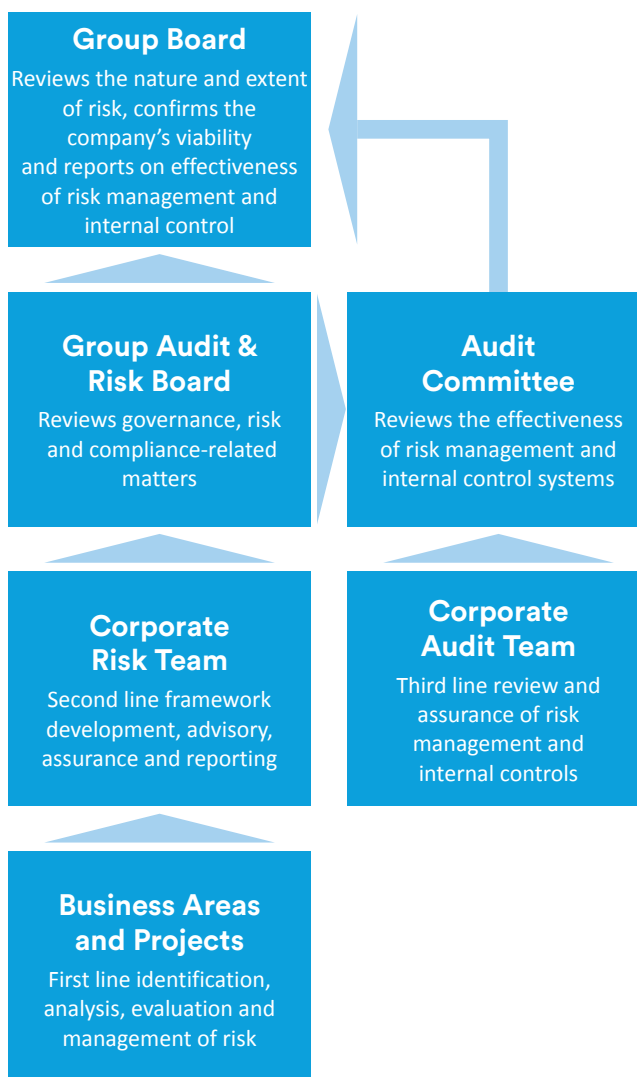 Group Board
Reviews the nature and extent
of risk, confirms the
company’s viability
and reports on effectiveness
of risk management and
internal control
Group Audit &
Risk Board
Reviews governance, risk
and compliance-related
matters
Audit
Committee
Reviews the effectiveness
of risk management and
internal control systems
Corporate
Risk Team
Second line framework
development, advisory,
assurance and reporting
Corporate
Audit Team
Third line review and
assurance of risk
management and
internal controls
Business Areas
and Projects
First line identification,
analysis, evaluation and
management of risk